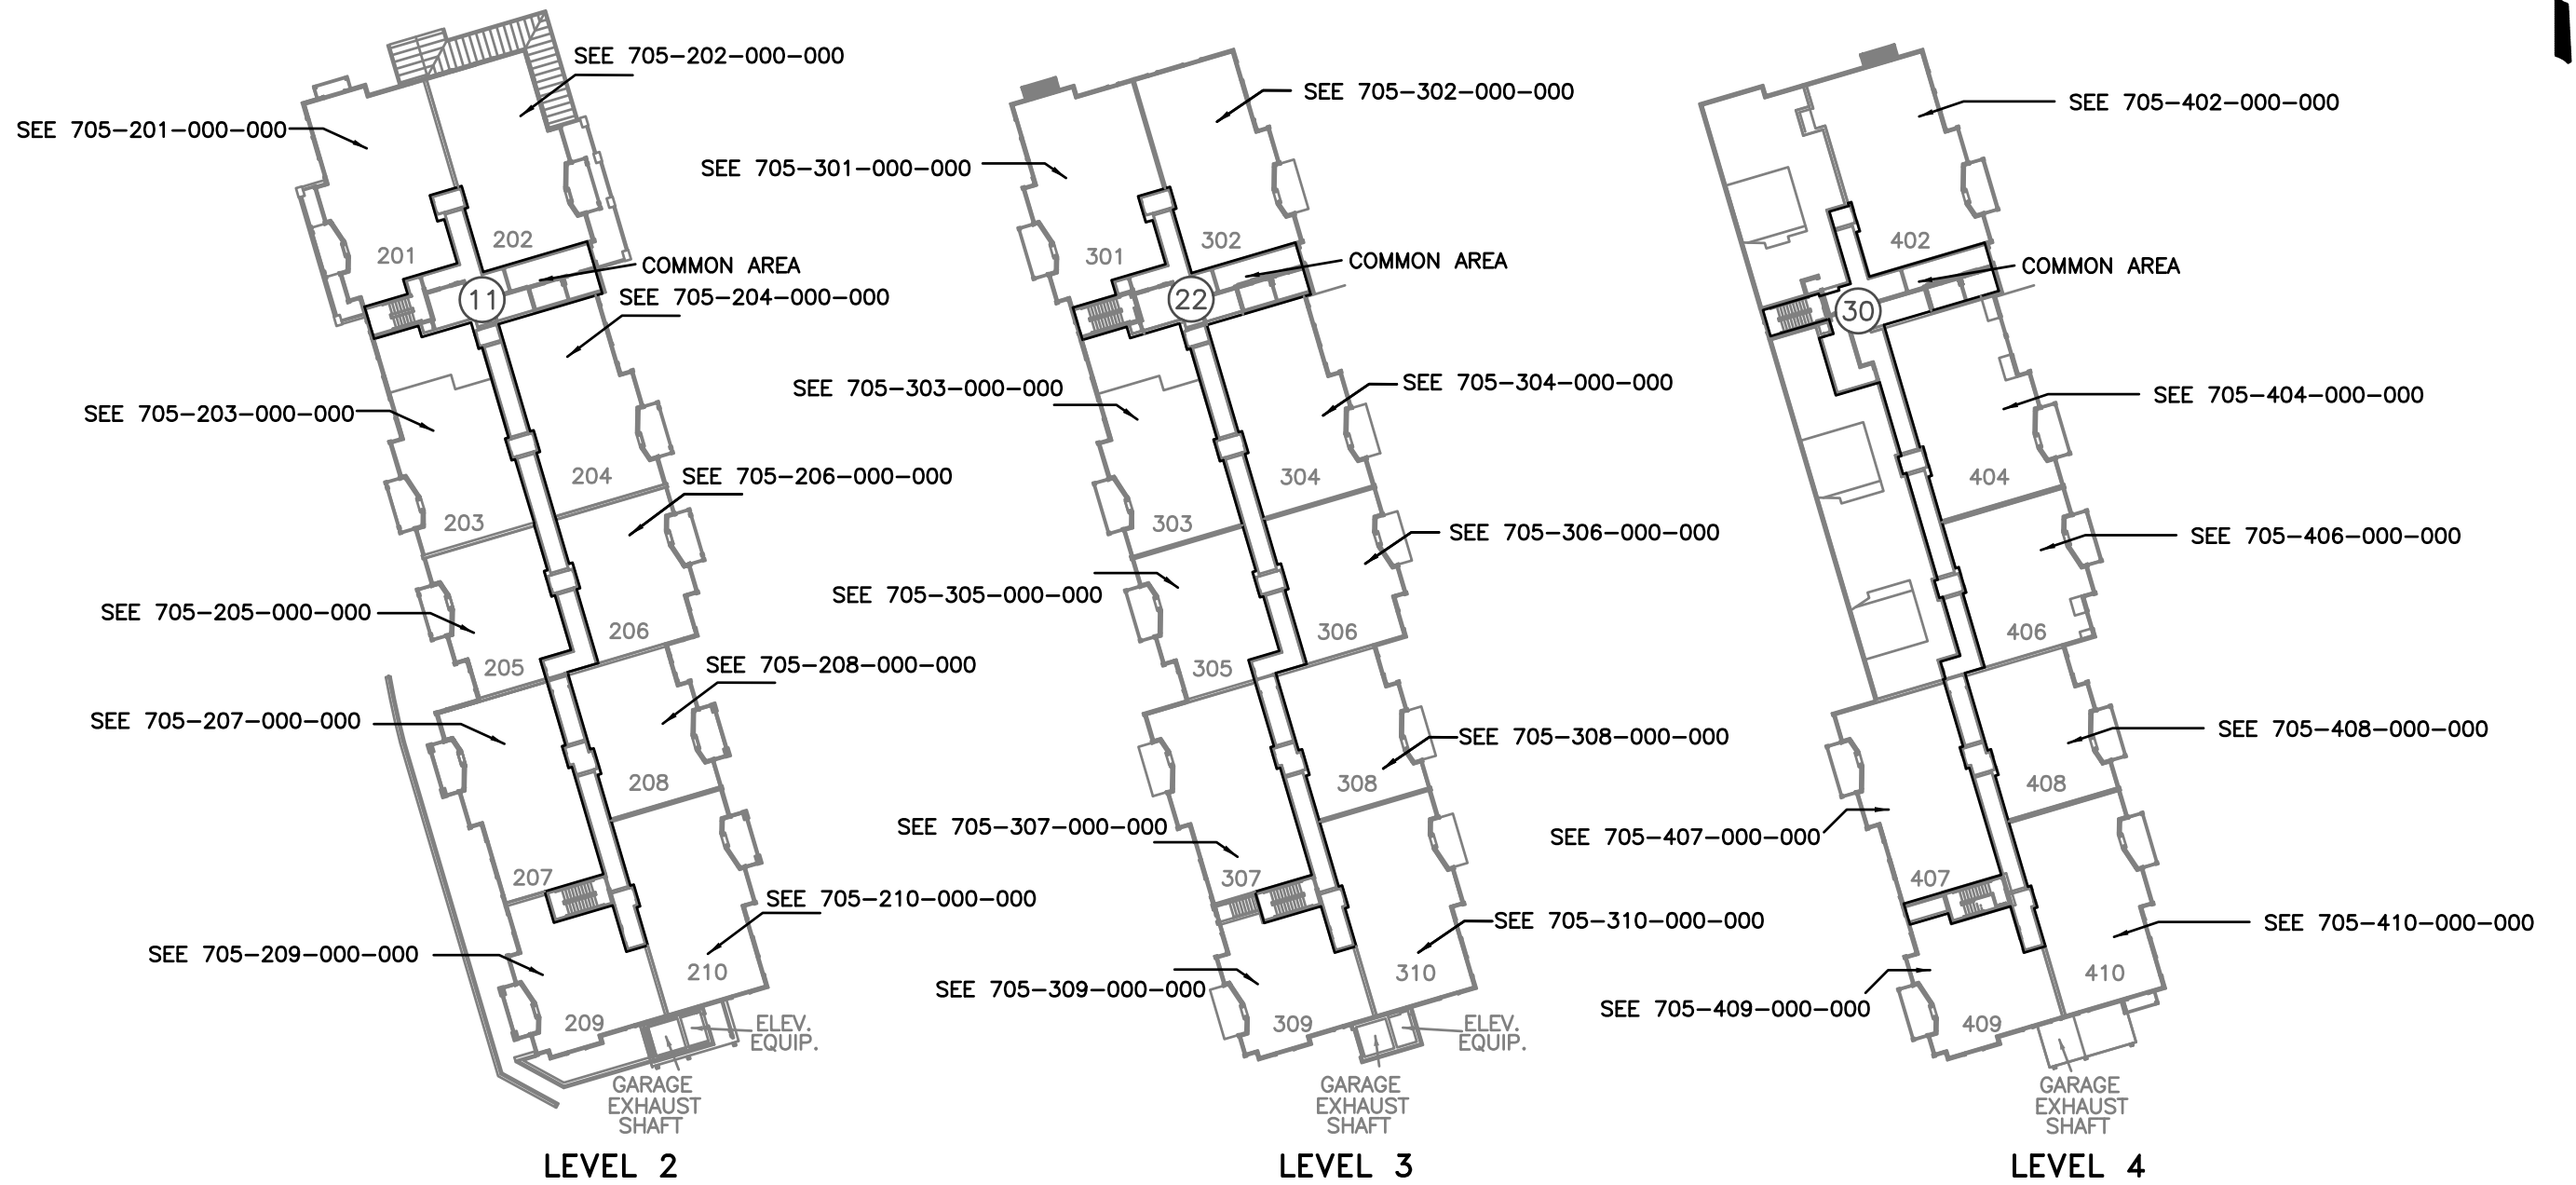 SEE 705-202-000-000
SEE 705-201-000-000
201
202
COMMON AREA
11
SEE 705-204-000-000
SEE 705-203-000-000
204
SEE 705-206-000-000
203
SEE 705-205-000-000
206
205
SEE 705-208-000-000
SEE 705-207-000-000
208
207
SEE 705-210-000-000
SEE 705-209-000-000
210
209
ELEV.
EQUIP.
GARAGE
EXHAUST
SHAFT
LEVEL 2
SEE 705-302-000-000
SEE 705-301-000-000
301
302
COMMON AREA
22
SEE 705-303-000-000
SEE 705-304-000-000
304
303
SEE 705-306-000-000
SEE 705-305-000-000
306
305
SEE 705-308-000-000
308
SEE 705-307-000-000
307
SEE 705-310-000-000
310
SEE 705-309-000-000
309
ELEV.
EQUIP.
GARAGE
EXHAUST
SHAFT
LEVEL 3
SEE 705-402-000-000
402
COMMON AREA
30
SEE 705-404-000-000
404
SEE 705-406-000-000
406
SEE 705-408-000-000
408
SEE 705-407-000-000
407
SEE 705-410-000-000
410
SEE 705-409-000-000
409
GARAGE
EXHAUST
SHAFT
LEVEL 4